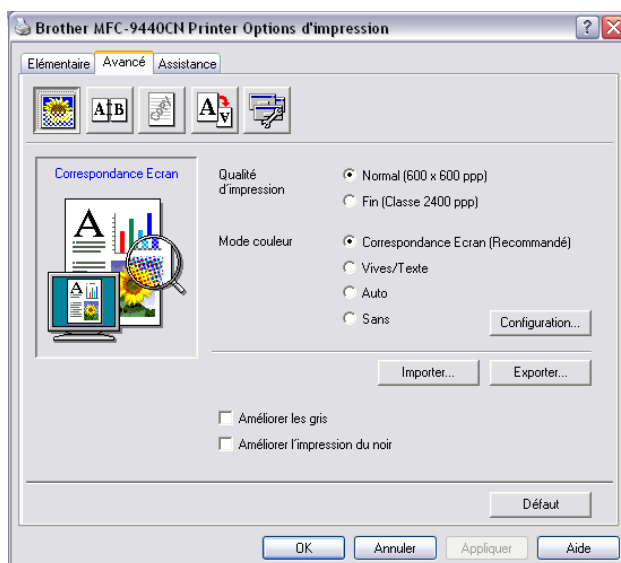 Brother MFC-9440CN Printer Options d'impression
Elémentaire Avancé Assistance
Correspondance Ecran
Qualité
d'impression
Normal (600 x 600 ppp)
Fin (Classe 2400 ppp)
Mode couleur
Correspondance Ecran (Recommandé)
Vives/Texte
Auto
Sans
Configuration...
Importer... Exporter...
Améliorer les gris
Améliorer l'impression du noir
Défaut
OK Annuler Appliquer Aide